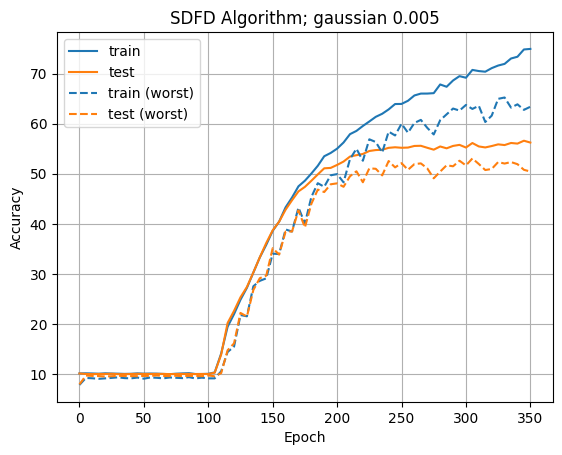 SDFD Algorithm; gaussian 0.005
train
test
train (worst)
test (worst)
Accuracy
70
60
50
40
30
20
10
0 50 100 150 200 250 300 350
Epoch